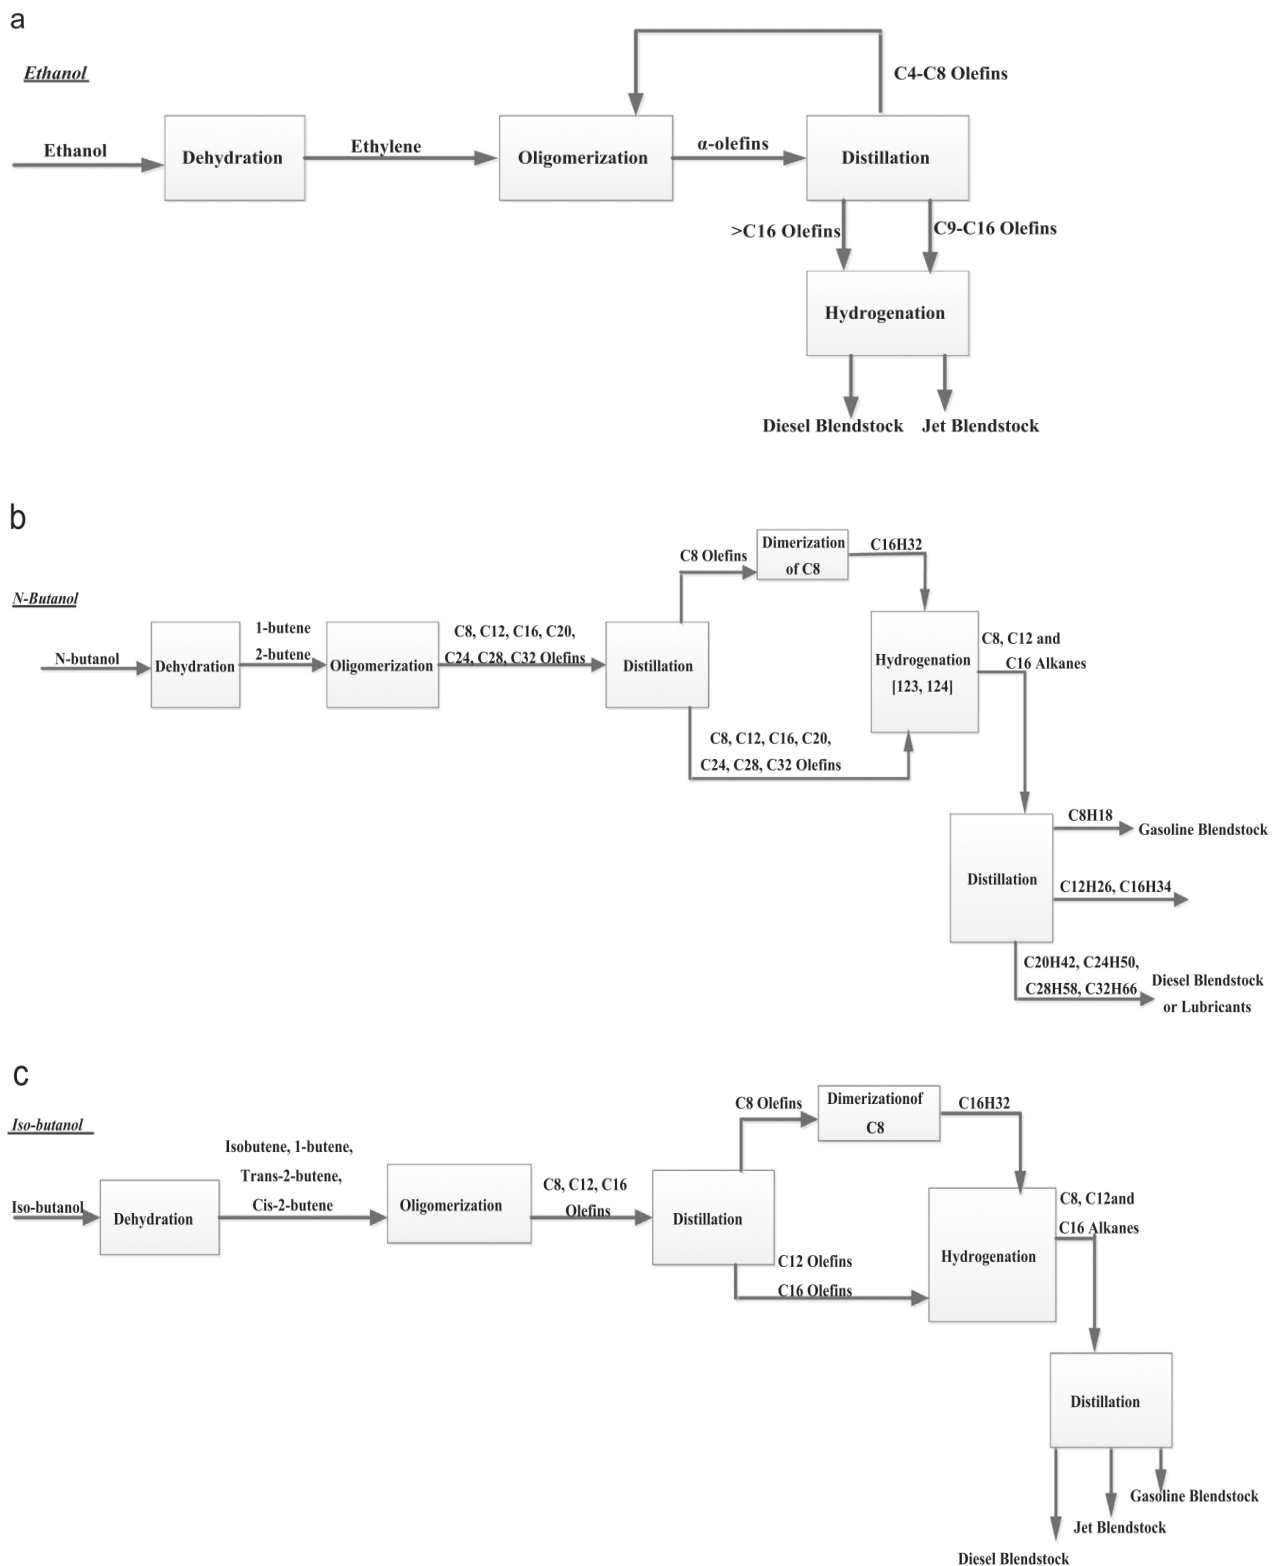 a
Ethanol
C4-C8 Olefins
Ethanol
Dehydration
Ethylene
Oligomerization
α-olefins
Distillation
>C16 Olefins
C9-C16 Olefins
Hydrogenation
Diesel Blendstock
Jet Blendstock
b
N-Butanol
N-butanol
Dehydration
1-butene
2-butene
Oligomerization
C8, C12, C16, C20,
C24, C28, C32 Olefins
Distillation
C8 Olefins
Dimerization
of C8
C16H32
C8, C12, C16, C20,
C24, C28, C32 Olefins
Hydrogenation
[123, 124]
C8, C12 and
C16 Alkanes
Distillation
C8H18
Gasoline Blendstock
C12H26, C16H34
C20H42, C24H50,
C28H58, C32H66
Diesel Blendstock
or Lubricants
c
Iso-butanol
Iso-butanol
Dehydration
Isobutene, 1-butene,
Trans-2-butene,
Cis-2-butene
Oligomerization
C8, C12, C16
Olefins
Distillation
C8 Olefins
Dimerizationof
C8
C16H32
C12 Olefins
C16 Olefins
Hydrogenation
C8, C12and
C16 Alkanes
Distillation
Gasoline Blendstock
Jet Blendstock
Diesel Blendstock